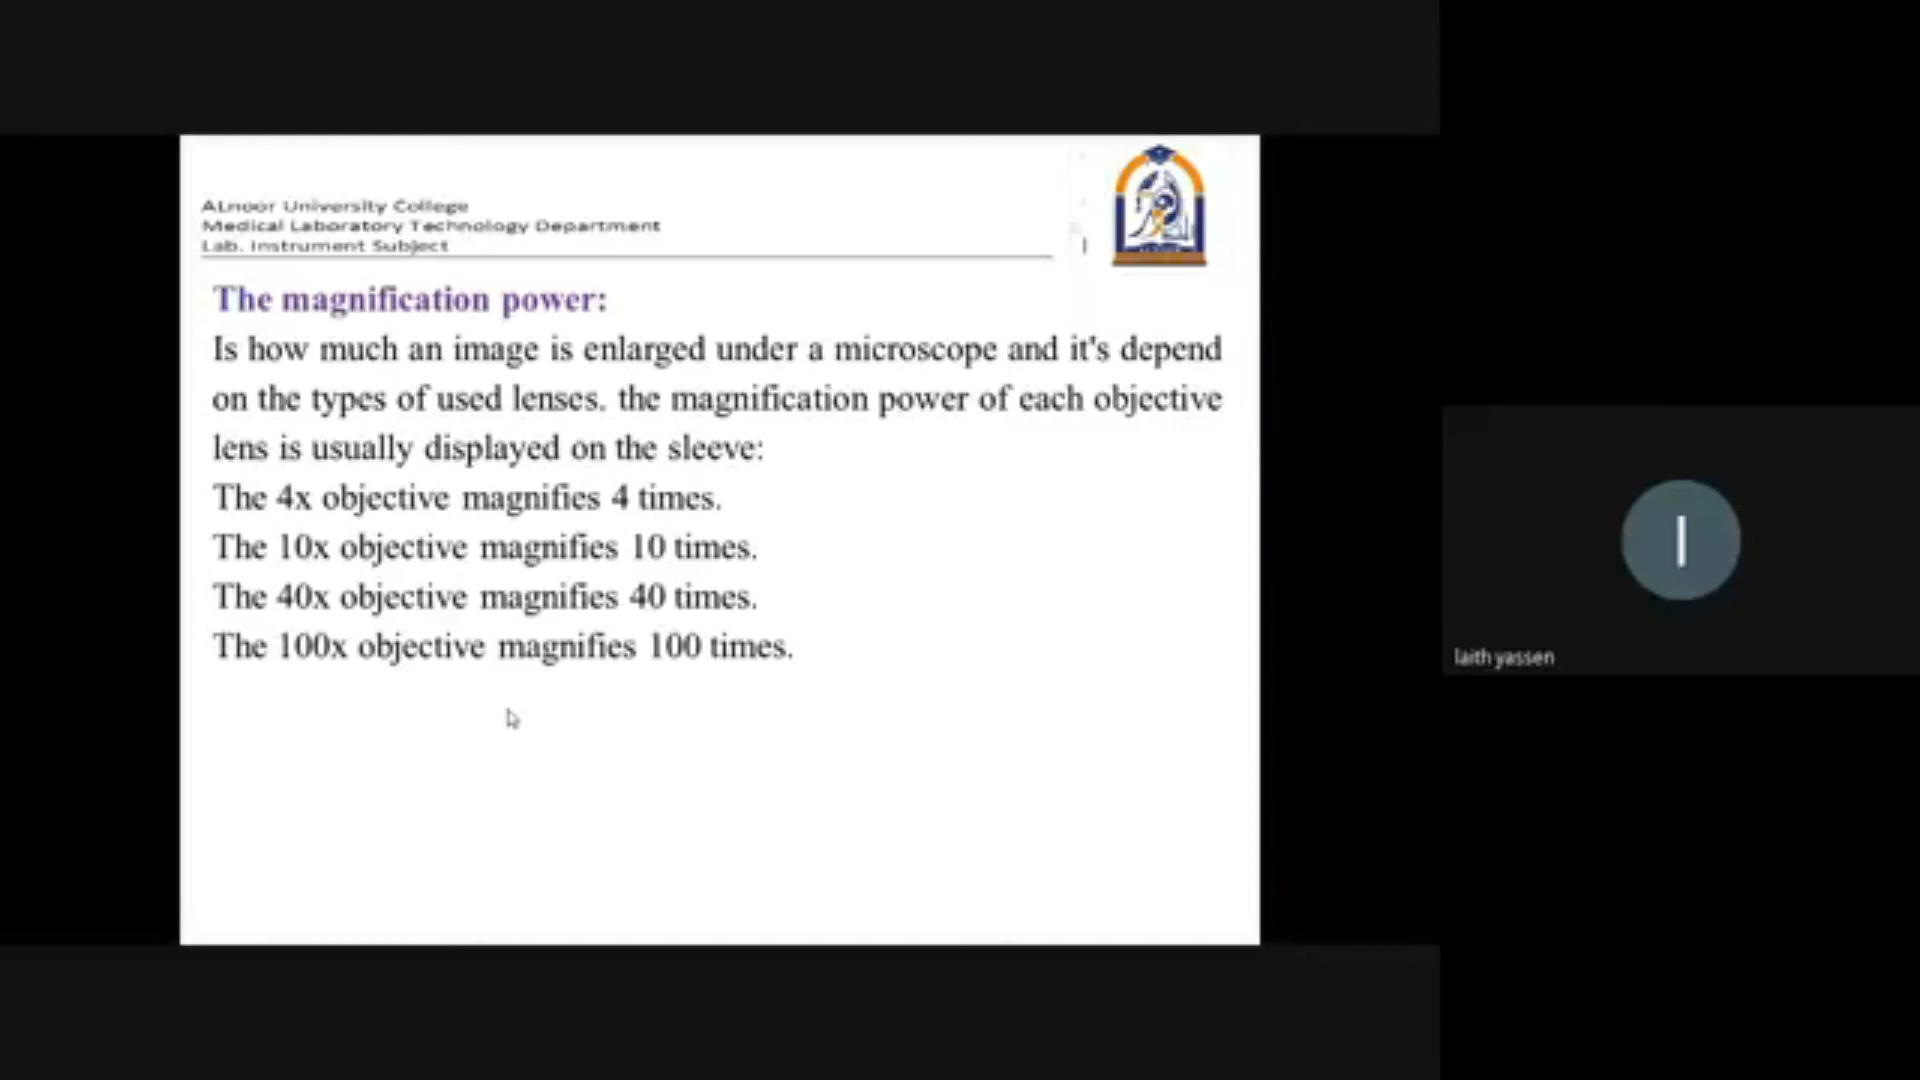 ALnoor University College
Medical Laboratory Technology Department
Lab. Instrument Subject
The magnification power:
Is how much an image is enlarged under a microscope and it's depend
on the types of used lenses. the magnification power of each objective
lens is usually displayed on the sleeve:
The 4x objective magnifies 4 times.
The 10x objective magnifies 10 times.
The 40x objective magnifies 40 times.
The 100x objective magnifies 100 times.
l
laith yassen